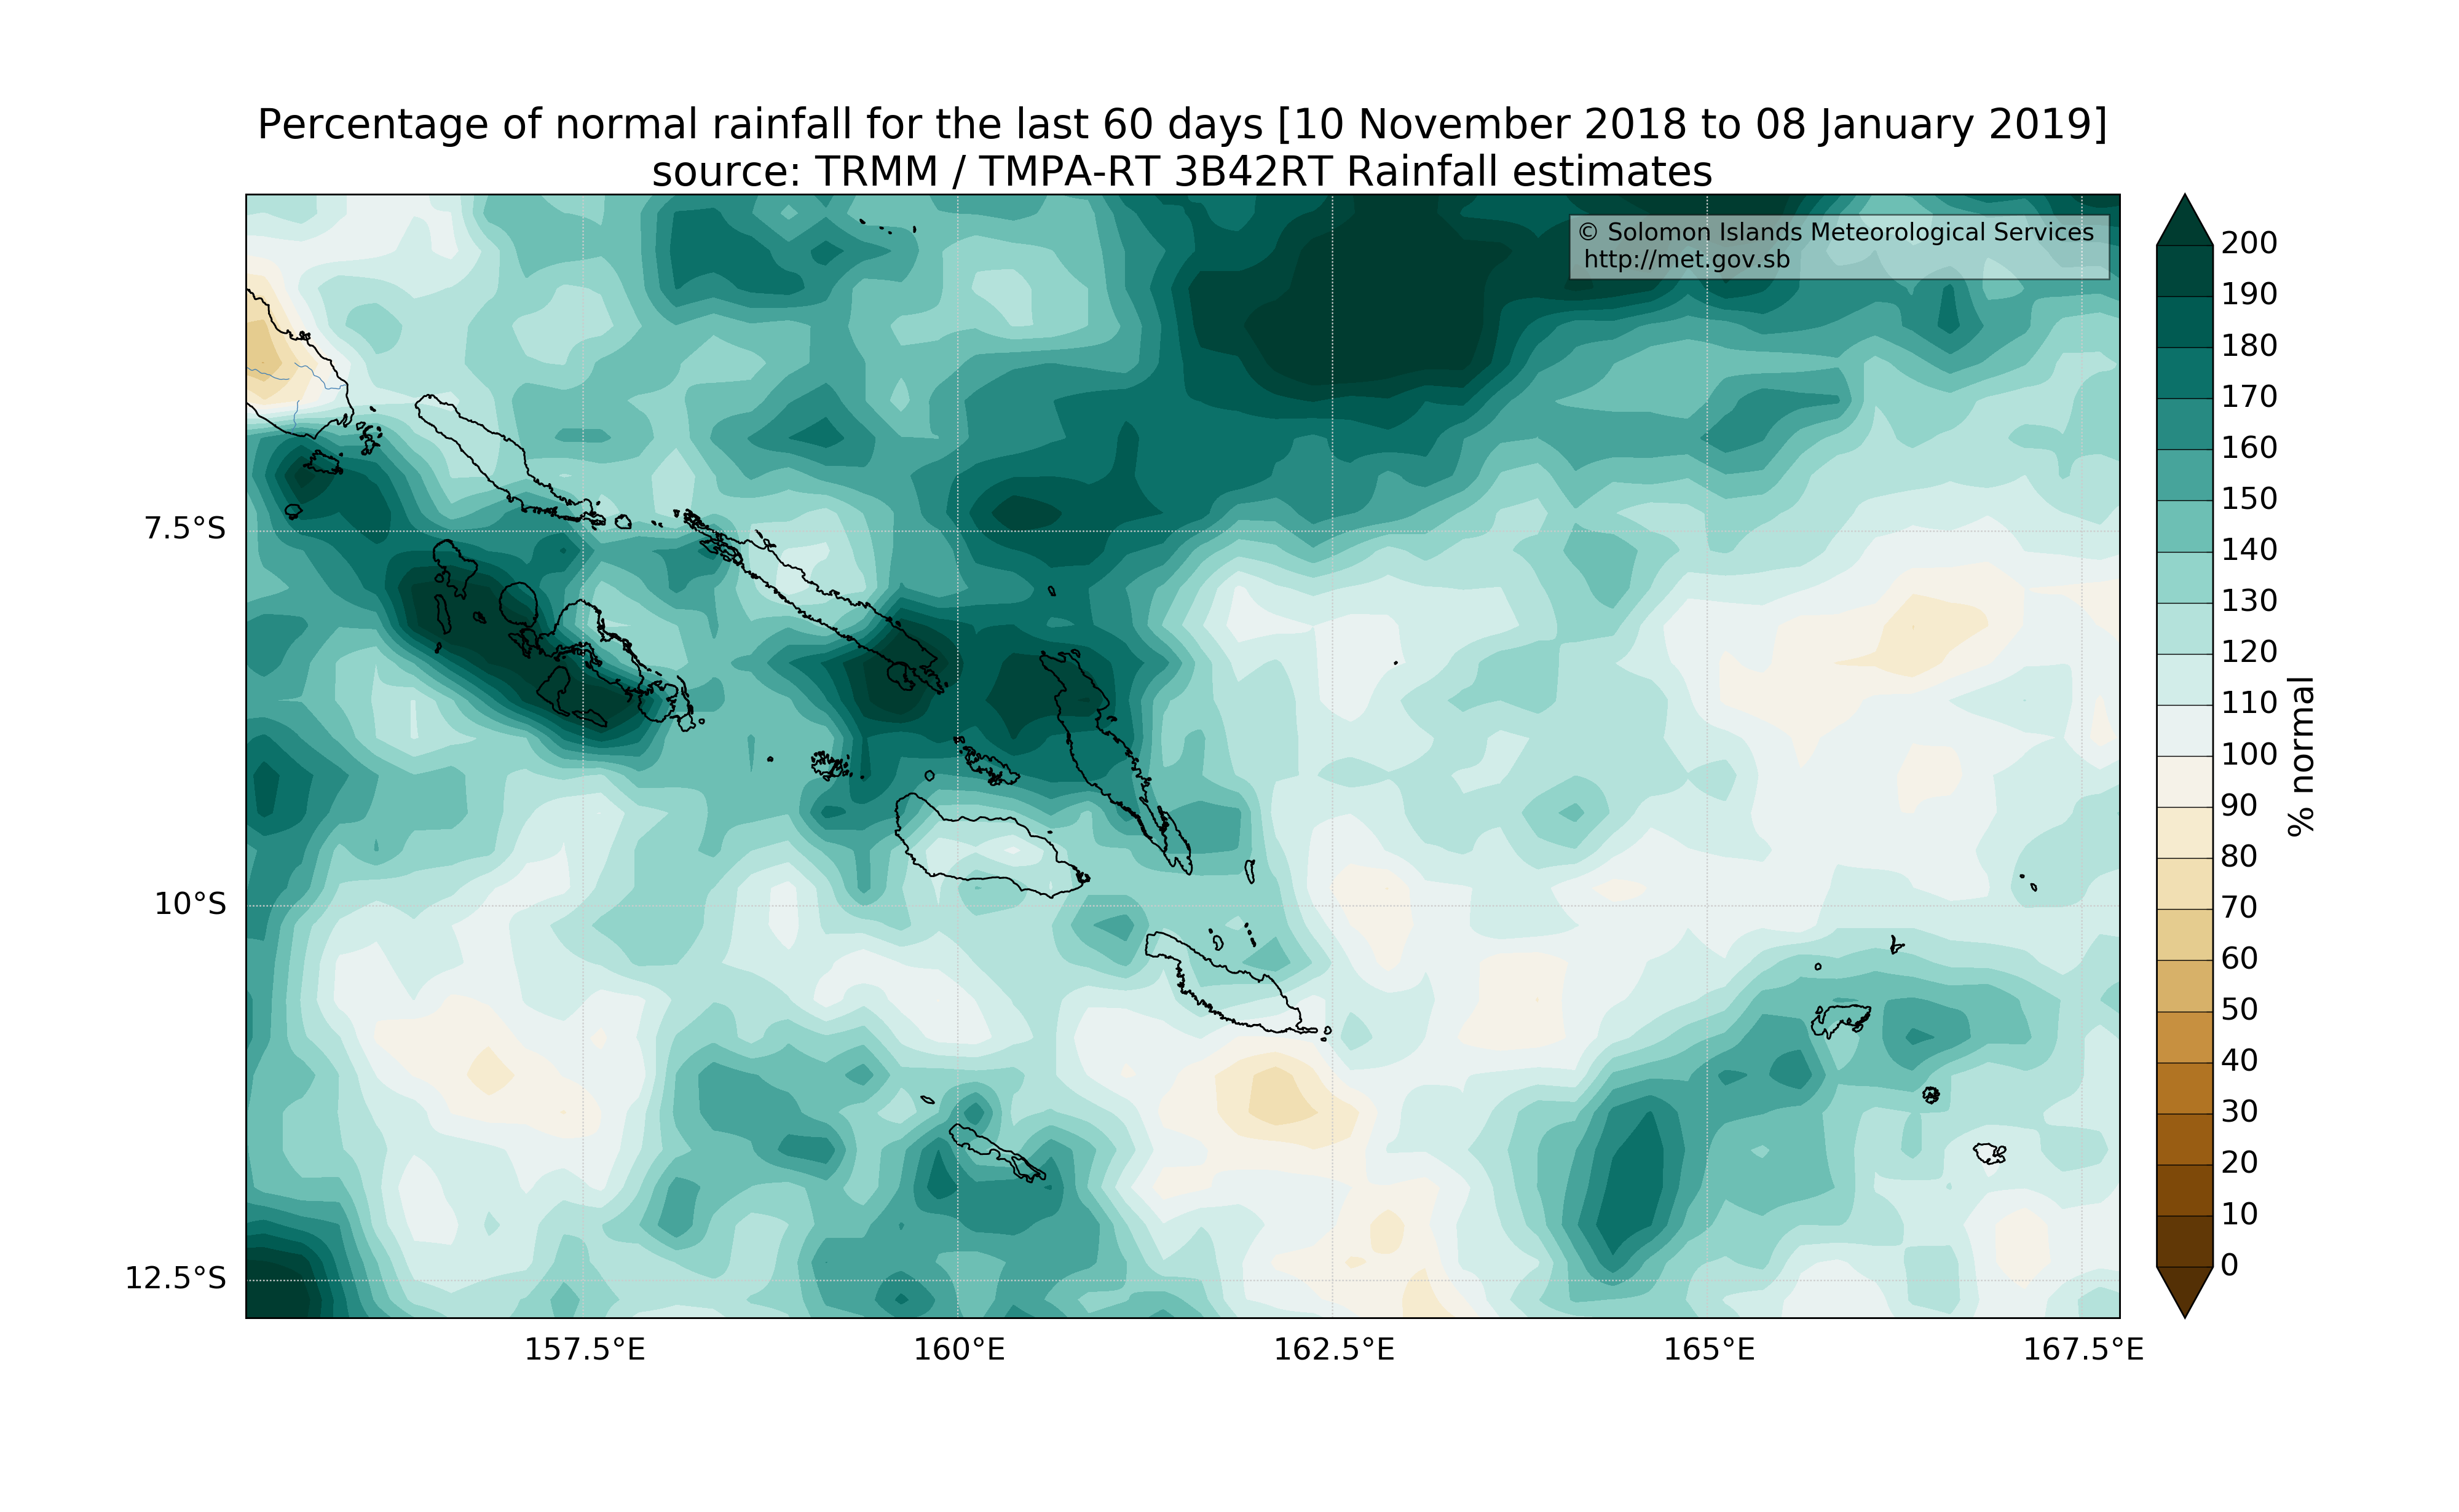 Percentage of normal rainfall for the last 60 days [10 November 2018 to 08 January 2019]
source: TRMM / TMPA-RT 3B42RT Rainfall estimates
© Solomon Islands Meteorological Services
http://met.gov.sb
7.5°S
10°S
12.5°S
157.5°E
160°E
162.5°E
165°E
167.5°E
200
190
180
170
160
150
140
130
120
110
100
90
80
70
60
50
40
30
20
10
0
% normal